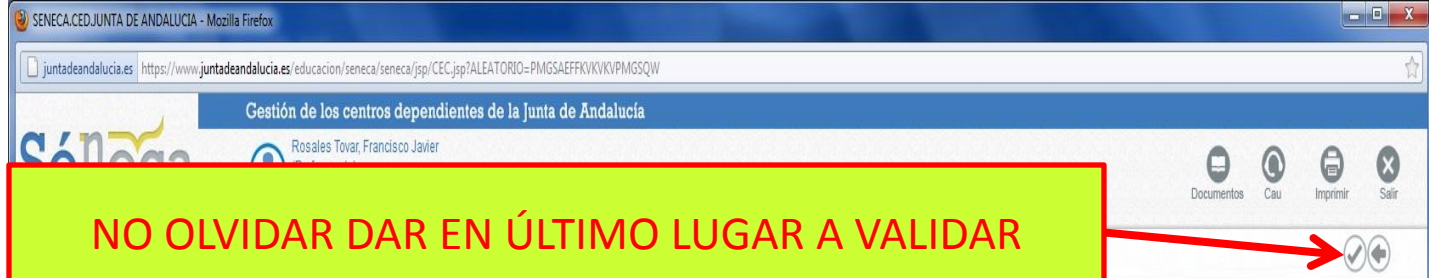 SENECA.CED.JUNTA DE ANDALUCIA - Mozilla Firefox
juntadeandalucia.es https://www.juntadeandalucia.es/educacion/seneca/seneca/jsp/CEC.jsp?ALEATORIO=PMGSAEFFKVKVKVPMGSQW
Gestión de los centros dependientes de la Junta de Andalucía
Rosales Tovar, Francisco Javier
Documentos Cau Imprimir Salir
NO OLVIDAR DAR EN ÚLTIMO LUGAR A VALIDAR